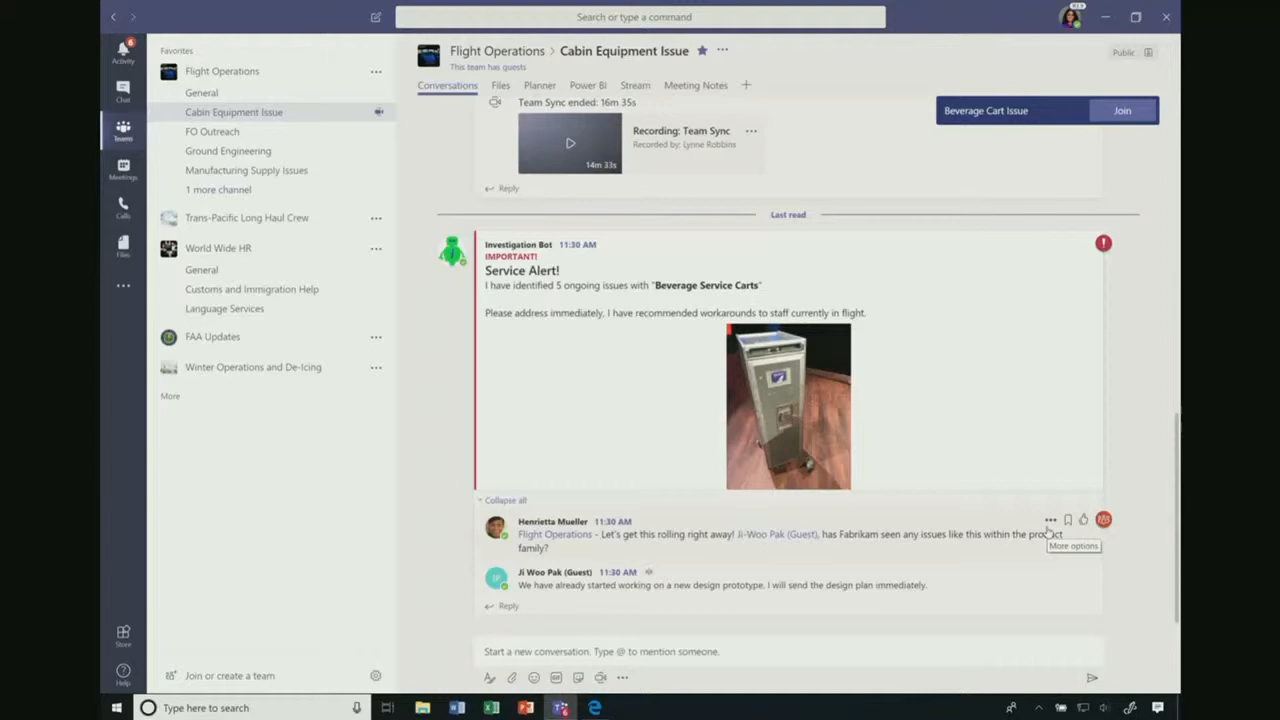 Search or type a command
6
Activity
Chat
Teams
Meetings
Calls
Files
Store
Help
Favorites
Flight Operations
General
Cabin Equipment Issue
FO Outreach
Ground Engineering
Manufacturing Supply Issues
1 more channel
Trans-Pacific Long Haul Crew
World Wide HR
General
Customs and Immigration Help
Language Services
FAA Updates
Winter Operations and De-Icing
More
Join or create a team
Flight Operations > Cabin Equipment Issue
This team has guests
Public
Conversations Files Planner Power BI Stream Meeting Notes
Team Sync ended: 16m 35s
14m 33s
Recording: Team Sync
Recorded by: Lynne Robbins
Reply
Beverage Cart Issue Join
Last read
Investigation Bot 11:30 AM
IMPORTANT!
Service Alert!
I have identified 5 ongoing issues with "Beverage Service Carts"
Please address immediately, I have recommended workarounds to staff currently in flight.
Collapse all
Henrietta Mueller 11:30 AM
Flight Operations - Let's get this rolling right away! Ji-Woo Pak (Guest), has Fabrikam seen any issues like this within the product
family?
More options
JP
Ji Woo Pak (Guest) 11:30 AM
We have already started working on a new design prototype, I will send the design plan immediately.
Reply
Start a new conversation. Type @ to mention someone.
GIF
Type here to search
6